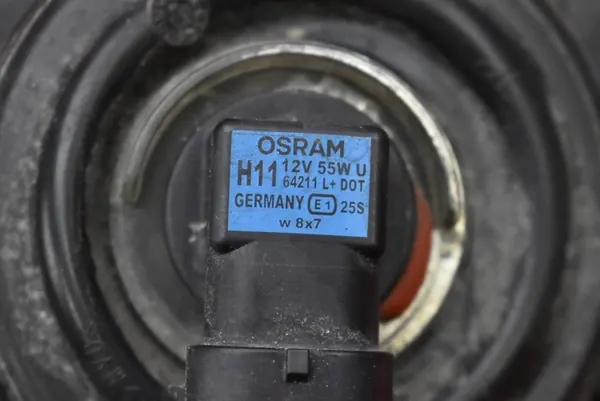 OSRAM
H11 12V 55W U
64211 L+ DOT
GERMANY E1 25S
w 8x7